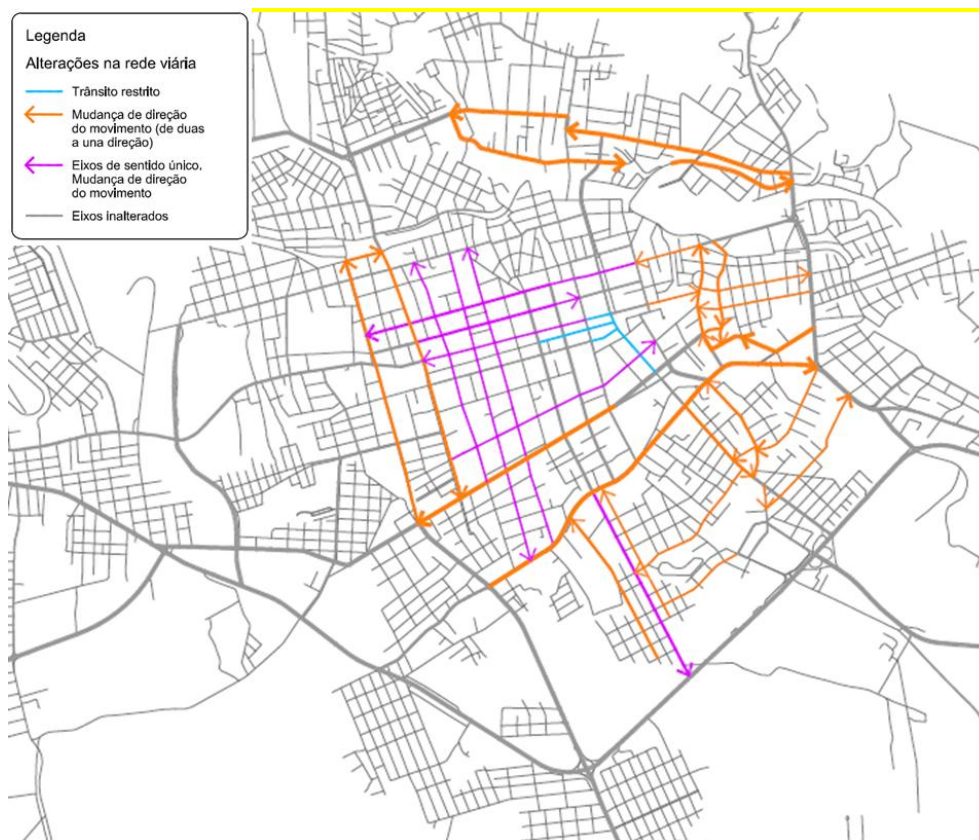 Legenda
Alterações na rede viária
Trânsito restrito
Mudança de direção
do movimento (de duas
a una direção)
Eixos de sentido único.
Mudança de direção
do movimento
Eixos inalterados